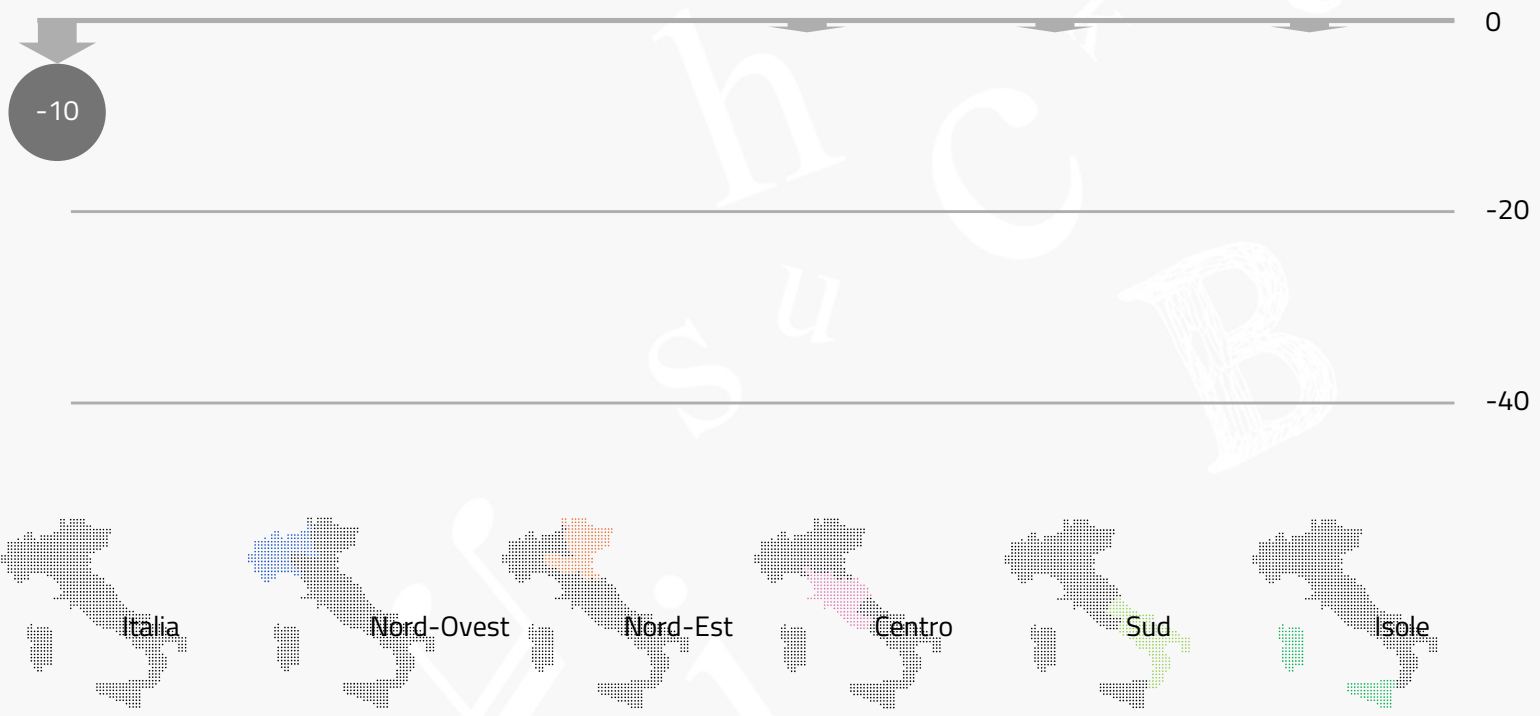 0
-10
-20
-40
Italia
Nord-Ovest
Nord-Est
Centro
Sud
Isole
h
c
s
u
B
i